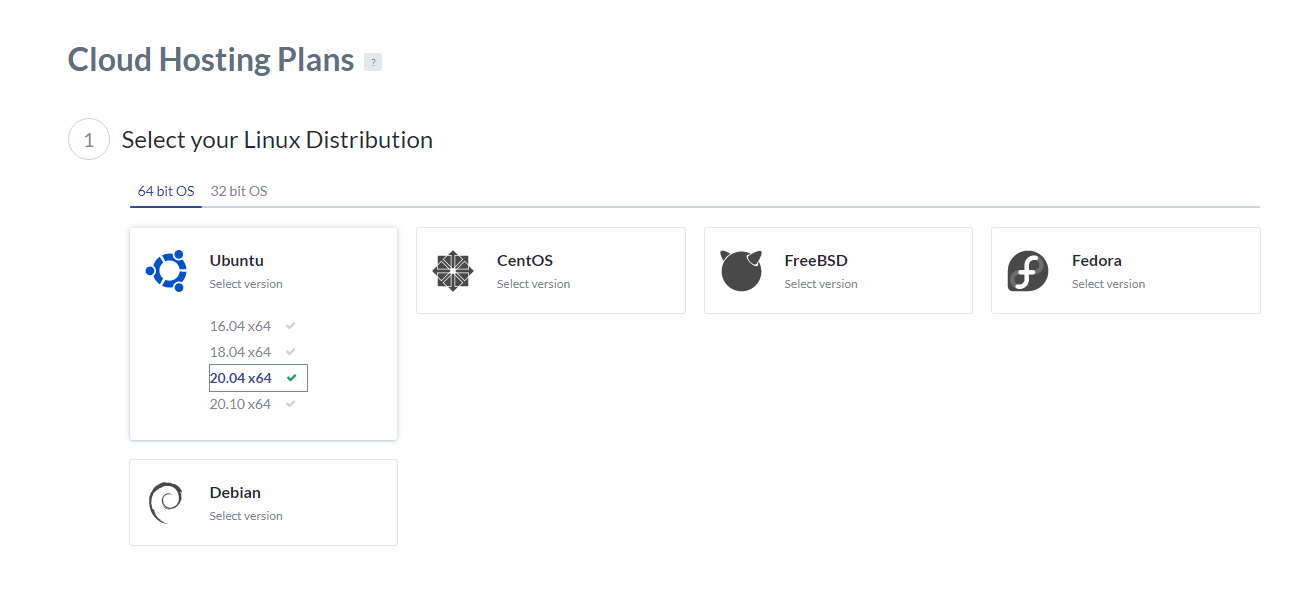 Cloud Hosting Plans ?
1 Select your Linux Distribution
64 bit OS 32 bit OS
Ubuntu
Select version
16.04 x64
18.04 x64
20.04 x64
20.10 x64
CentOS
Select version
FreeBSD
Select version
Fedora
Select version
Debian
Select version